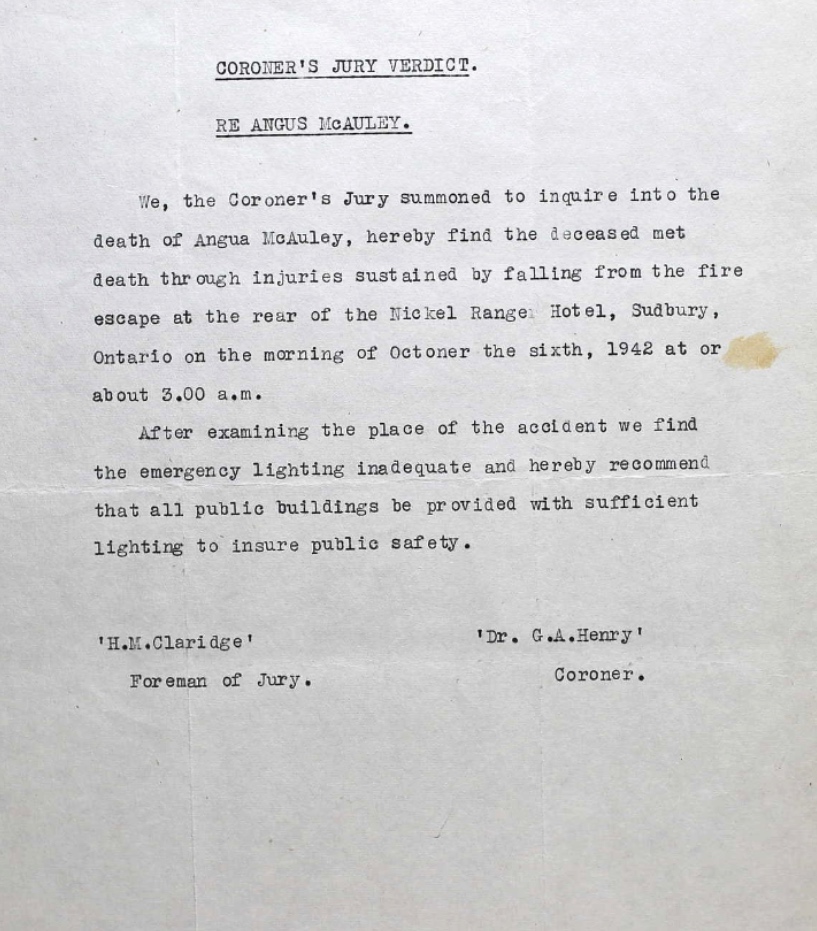 CORONER'S JURY VERDICT.
RE ANGUS McAULEY.
We, the Coroner's Jury summoned to inquire into the
death of Angua McAuley, hereby find the deceased met
death through injuries sustained by falling from the fire
escape at the rear of the Nickel Range Hotel, Sudbury,
Ontario on the morning of Octoner the sixth, 1942 at or
about 3.00 a.m.
After examining the place of the accident we find
the emergency lighting inadequate and hereby recommend
that all public buildings be provided with sufficient
lighting to insure public safety.
'H.M.Claridge' 'Dr. G.A.Henry'
Foreman of Jury. Coroner.